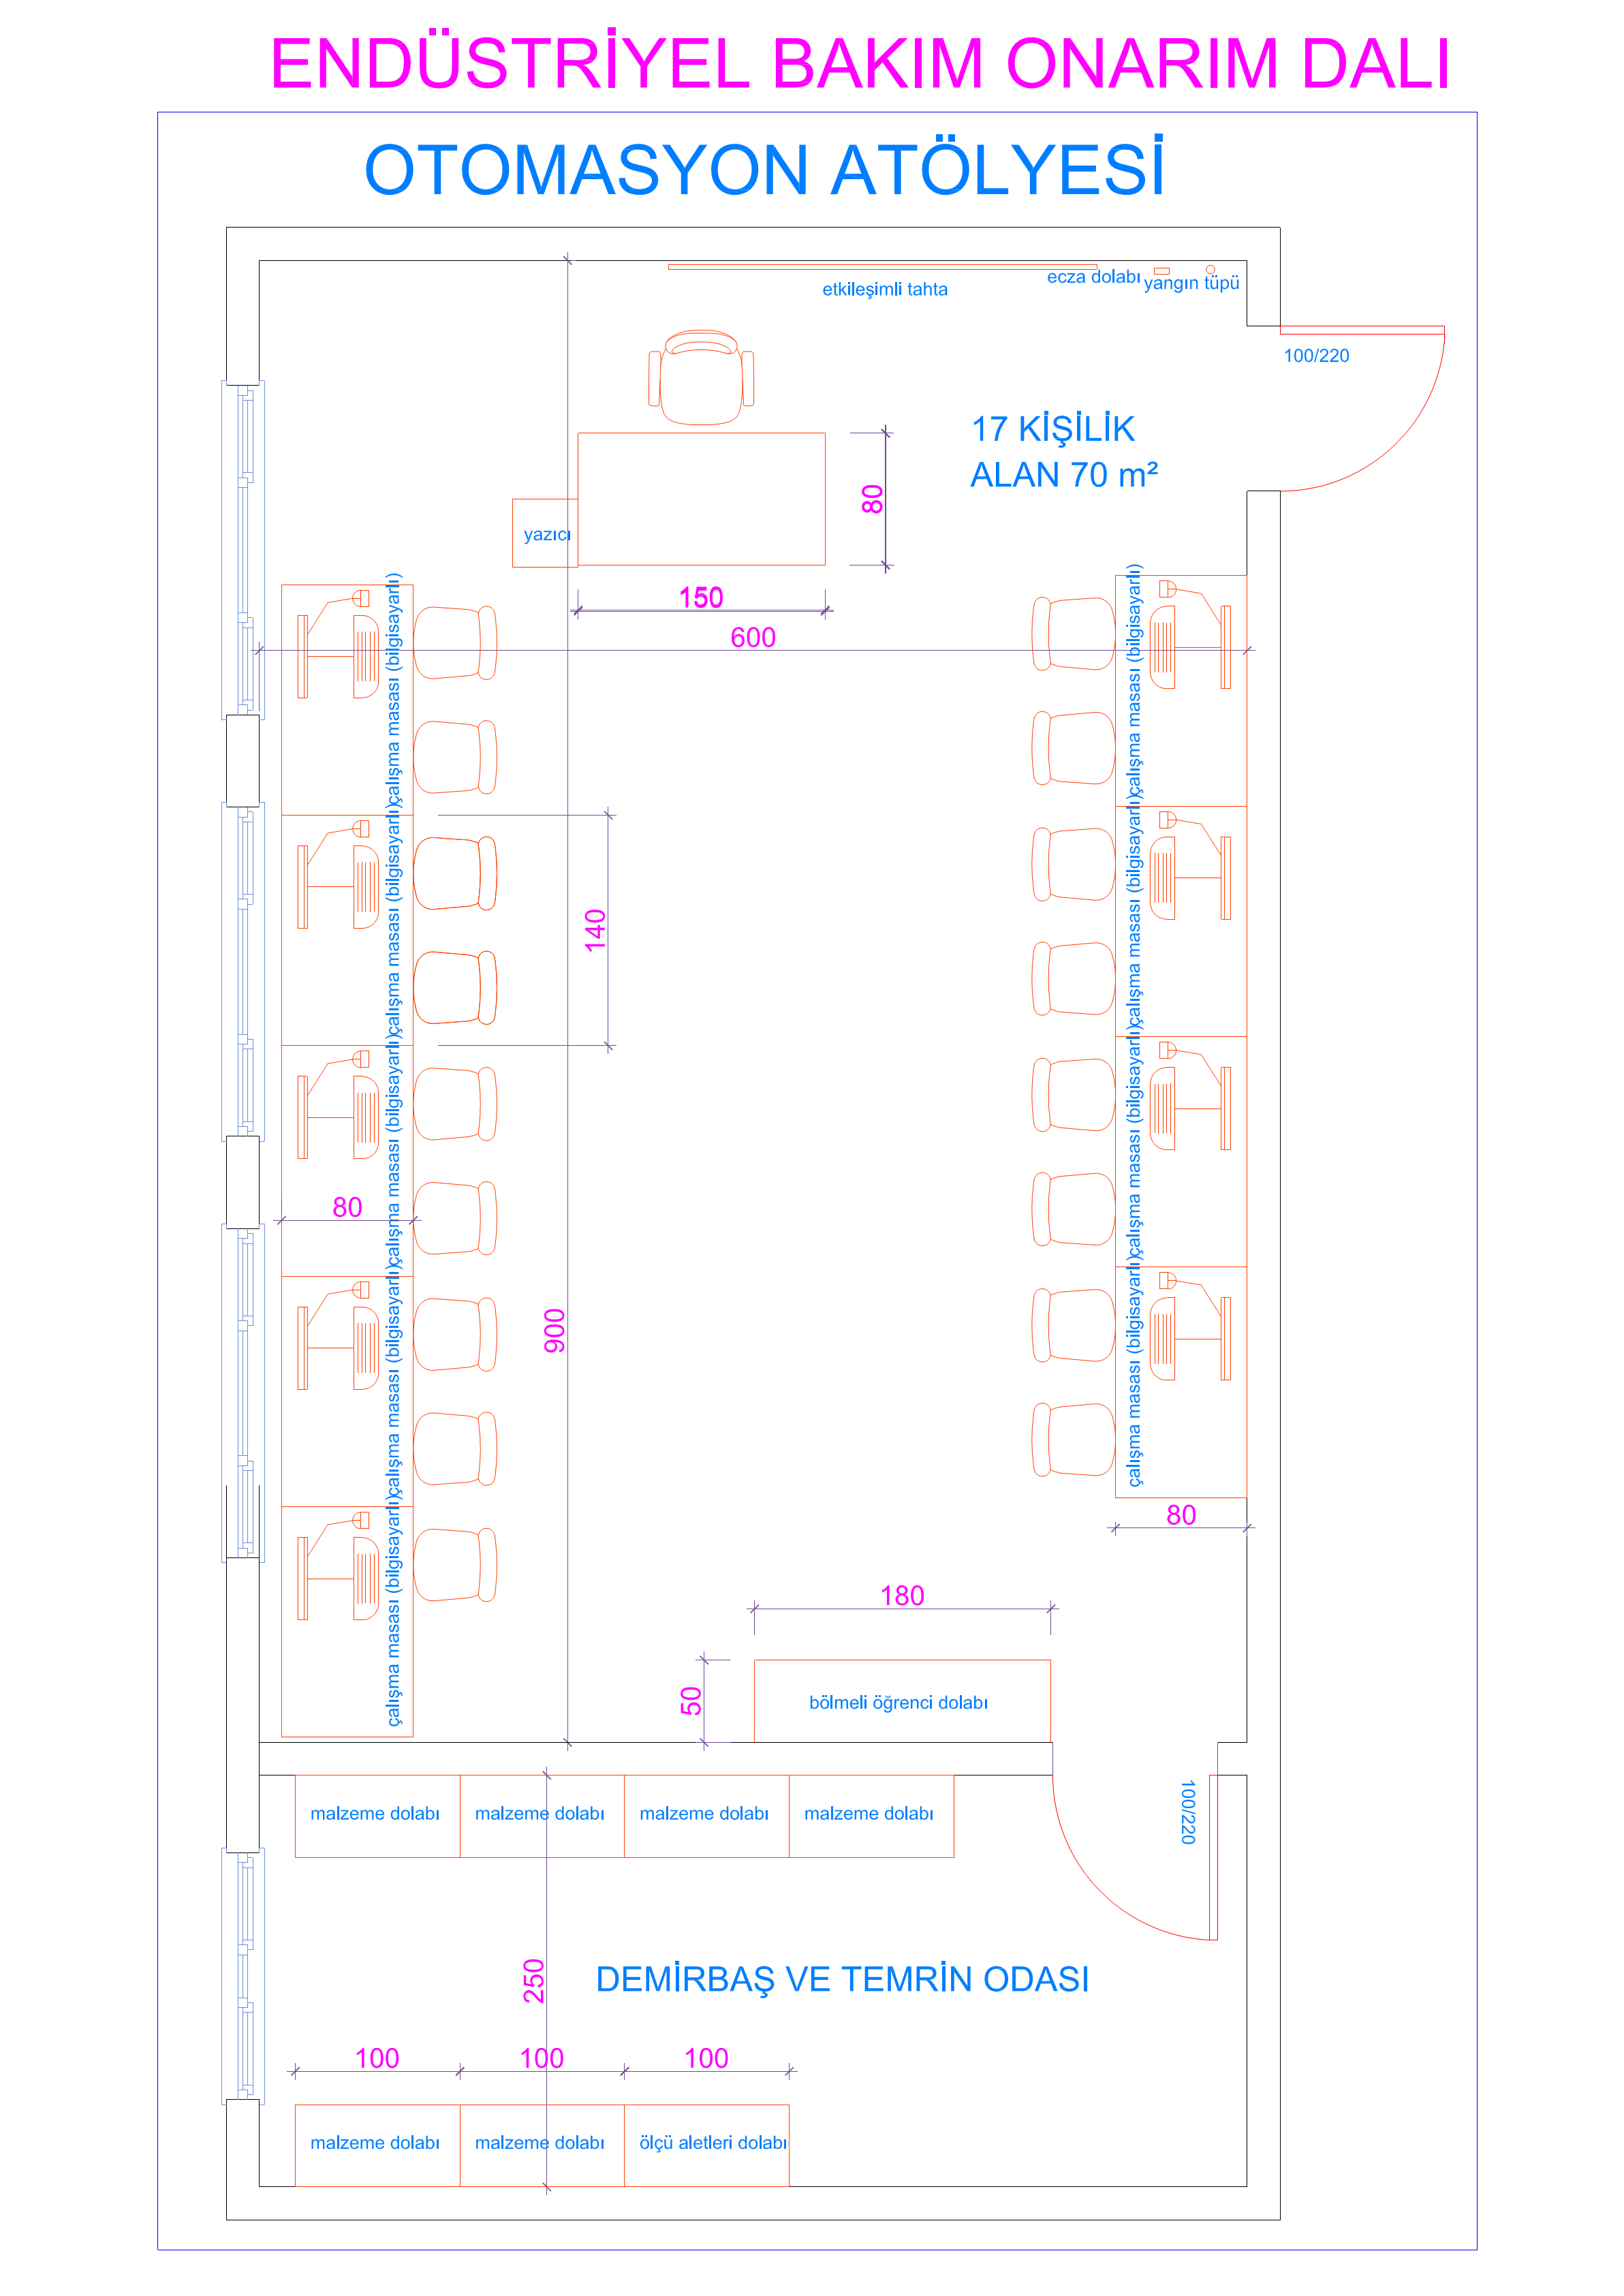 ENDÜSTRİYEL BAKIM ONARIM DALI
OTOMASYON ATÖLYESİ
etkileşimli tahta
ecza dolabı
yangın tüpü
100/220
17 KİŞİLİK
ALAN 70 m²
80
yazıcı
150
600
çalışma masası (bilgisayarlı)
çalışma masası (bilgisayarlı)
çalışma masası (bilgisayarlı)
çalışma masası (bilgisayarlı)
140
çalışma masası (bilgisayarlı)
çalışma masası (bilgisayarlı)
80
çalışma masası (bilgisayarlı)
çalışma masası (bilgisayarlı)
900
çalışma masası (bilgisayarlı)
80
180
50
bölmeli öğrenci dolabı
malzeme dolabı
malzeme dolabı
malzeme dolabı
malzeme dolabı
100/220
250
DEMİRBAŞ VE TEMRİN ODASI
100
100
100
malzeme dolabı
malzeme dolabı
ölçü aletleri dolabı